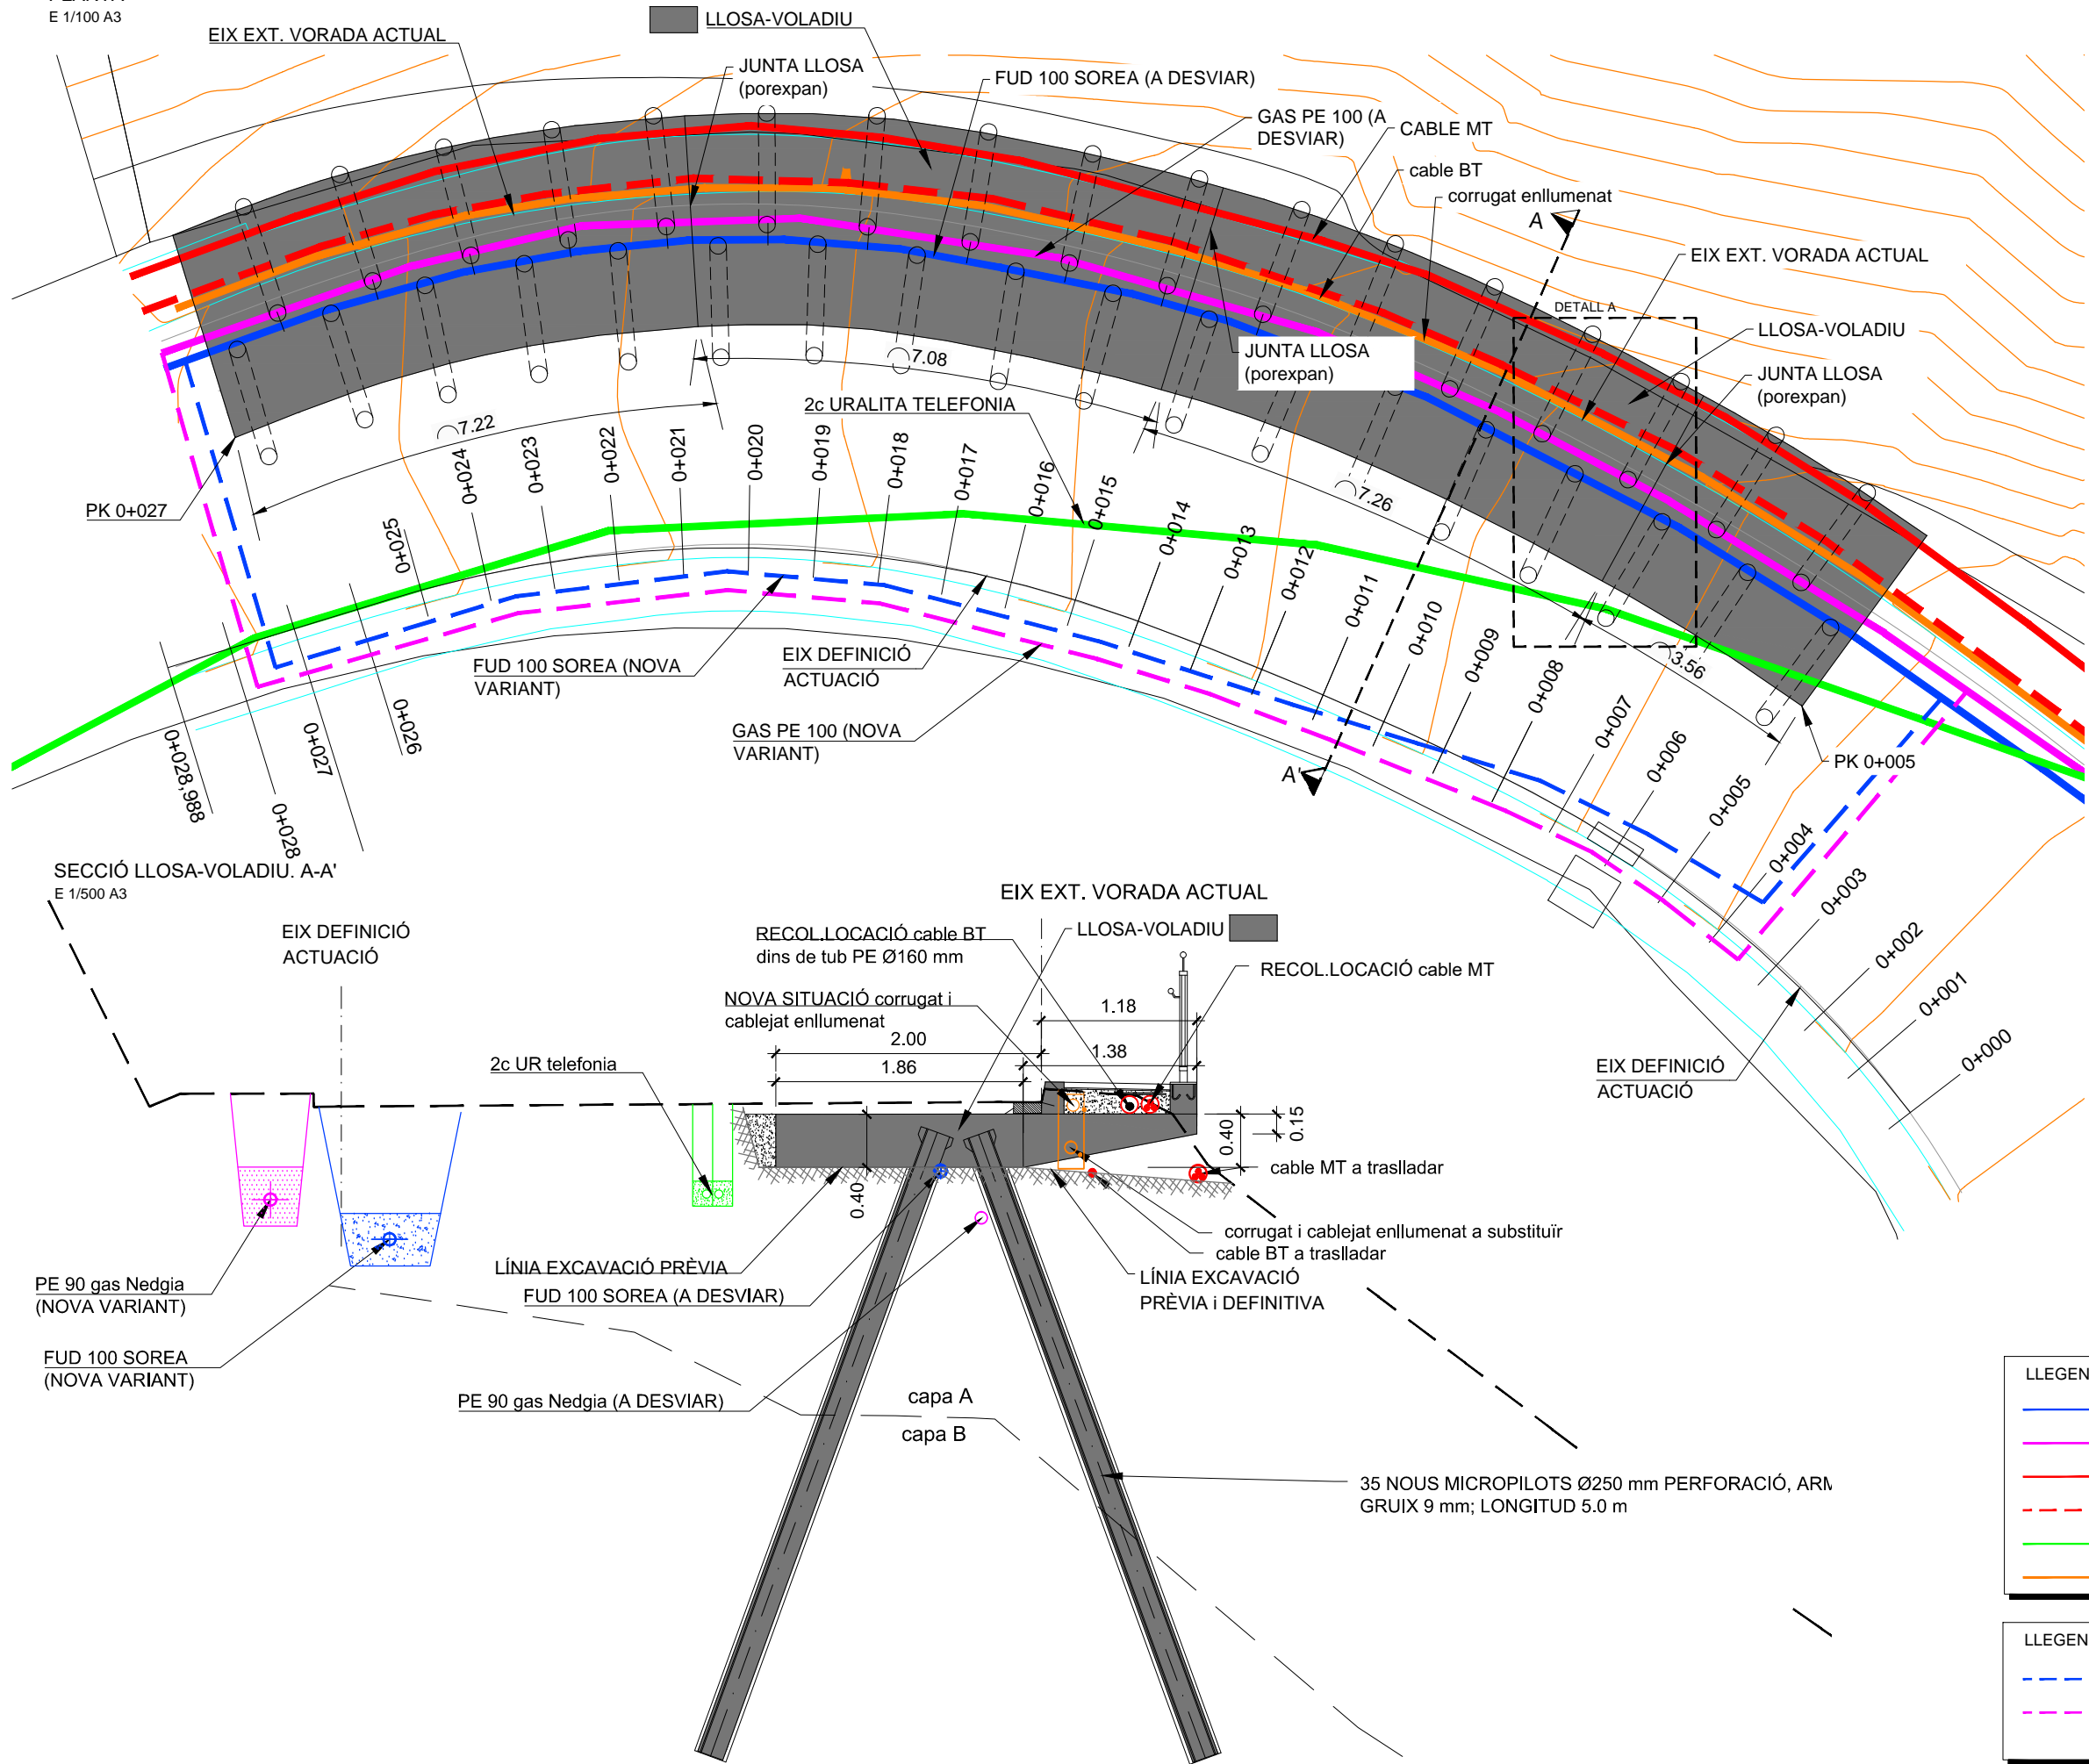 E 1/100 A3
EIX EXT. VORADA ACTUAL
LLOSA-VOLADIU
JUNTA LLOSA
(porexpan)
FUD 100 SOREA (A DESVIAR)
GAS PE 100 (A
DESVIAR)
CABLE MT
cable BT
corrugat enllumenat
A
EIX EXT. VORADA ACTUAL
DETALL A
LLOSA-VOLADIU
JUNTA LLOSA
(porexpan)
JUNTA LLOSA
(porexpan)
7.08
7.22
7.26
3.56
2c URALITA TELEFONIA
PK 0+027
0+028,988
0+028
0+027
0+026
0+025
0+024
0+023
0+022
0+021
0+020
0+019
0+018
0+017
0+016
0+015
0+014
0+013
0+012
0+011
0+010
0+009
0+008
0+007
0+006
0+005
0+004
0+003
0+002
0+001
0+000
FUD 100 SOREA (NOVA
VARIANT)
EIX DEFINICIÓ
ACTUACIÓ
GAS PE 100 (NOVA
VARIANT)
A'
PK 0+005
EIX DEFINICIÓ
ACTUACIÓ
SECCIÓ LLOSA-VOLADIU. A-A'
E 1/500 A3
EIX DEFINICIÓ
ACTUACIÓ
EIX EXT. VORADA ACTUAL
LLOSA-VOLADIU
RECOL.LOCACIÓ cable BT
dins de tub PE Ø160 mm
RECOL.LOCACIÓ cable MT
NOVA SITUACIÓ corrugat i
cablejat enllumenat
1.18
2.00
1.38
1.86
2c UR telefonia
0.40
0.40
0.15
cable MT a traslladar
corrugat i cablejat enllumenat a substituïr
cable BT a traslladar
LÍNIA EXCAVACIÓ PRÈVIA
LÍNIA EXCAVACIÓ
PRÈVIA i DEFINITIVA
FUD 100 SOREA (A DESVIAR)
PE 90 gas Nedgia
(NOVA VARIANT)
FUD 100 SOREA
(NOVA VARIANT)
PE 90 gas Nedgia (A DESVIAR)
capa A
capa B
35 NOUS MICROPILOTS Ø250 mm PERFORACIÓ, ARM
GRUIX 9 mm; LONGITUD 5.0 m
LLEGEN
LLEGEN